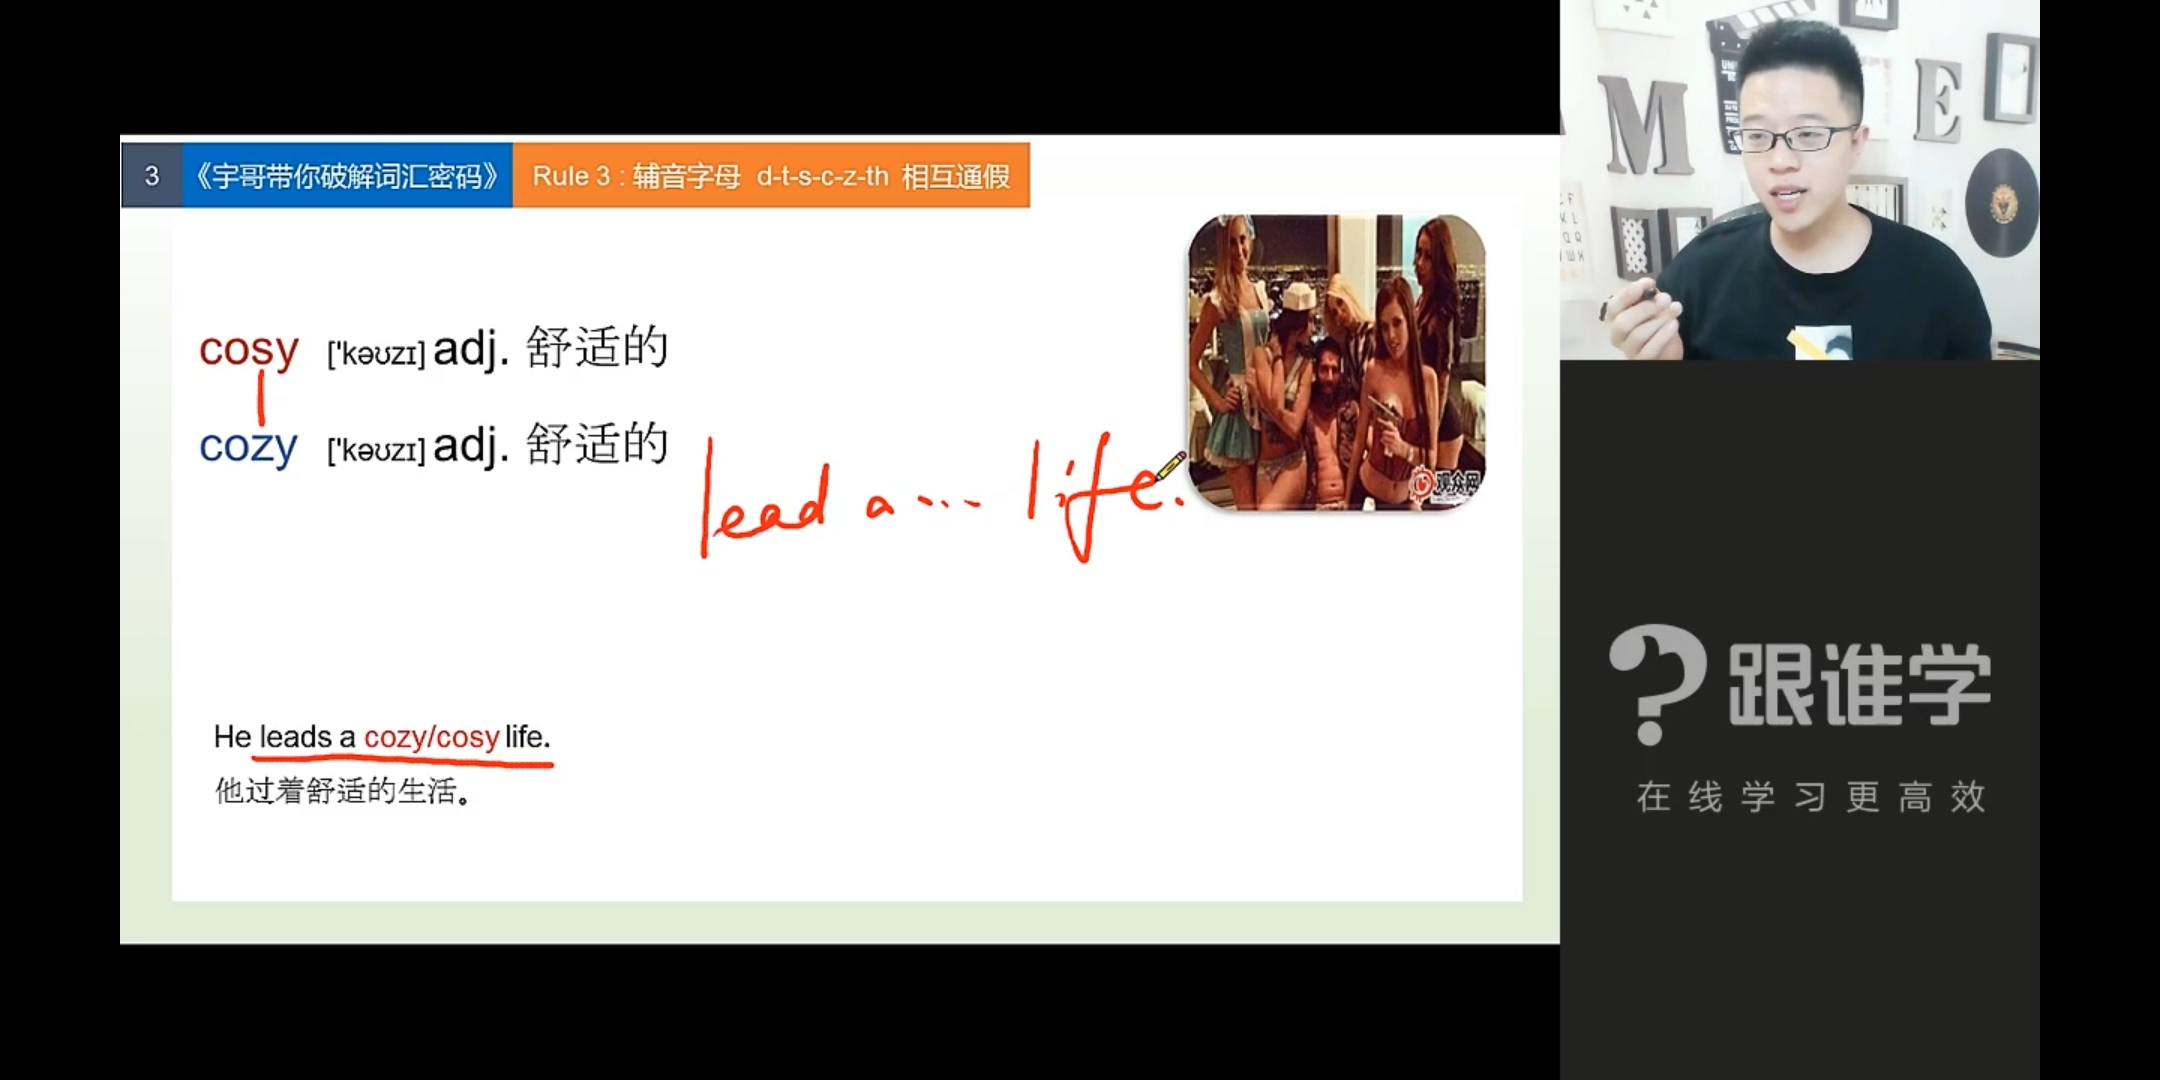 3 《宇哥带你破解词汇密码》 Rule 3 : 辅音字母 d-t-s-c-z-th 相互通假
cosy ['kəʊzɪ] adj. 舒适的
cozy ['kəʊzɪ] adj. 舒适的
lead a ... life.
观众网
He leads a cozy/cosy life.
他过着舒适的生活。
M E
跟谁学
在线学习更高效